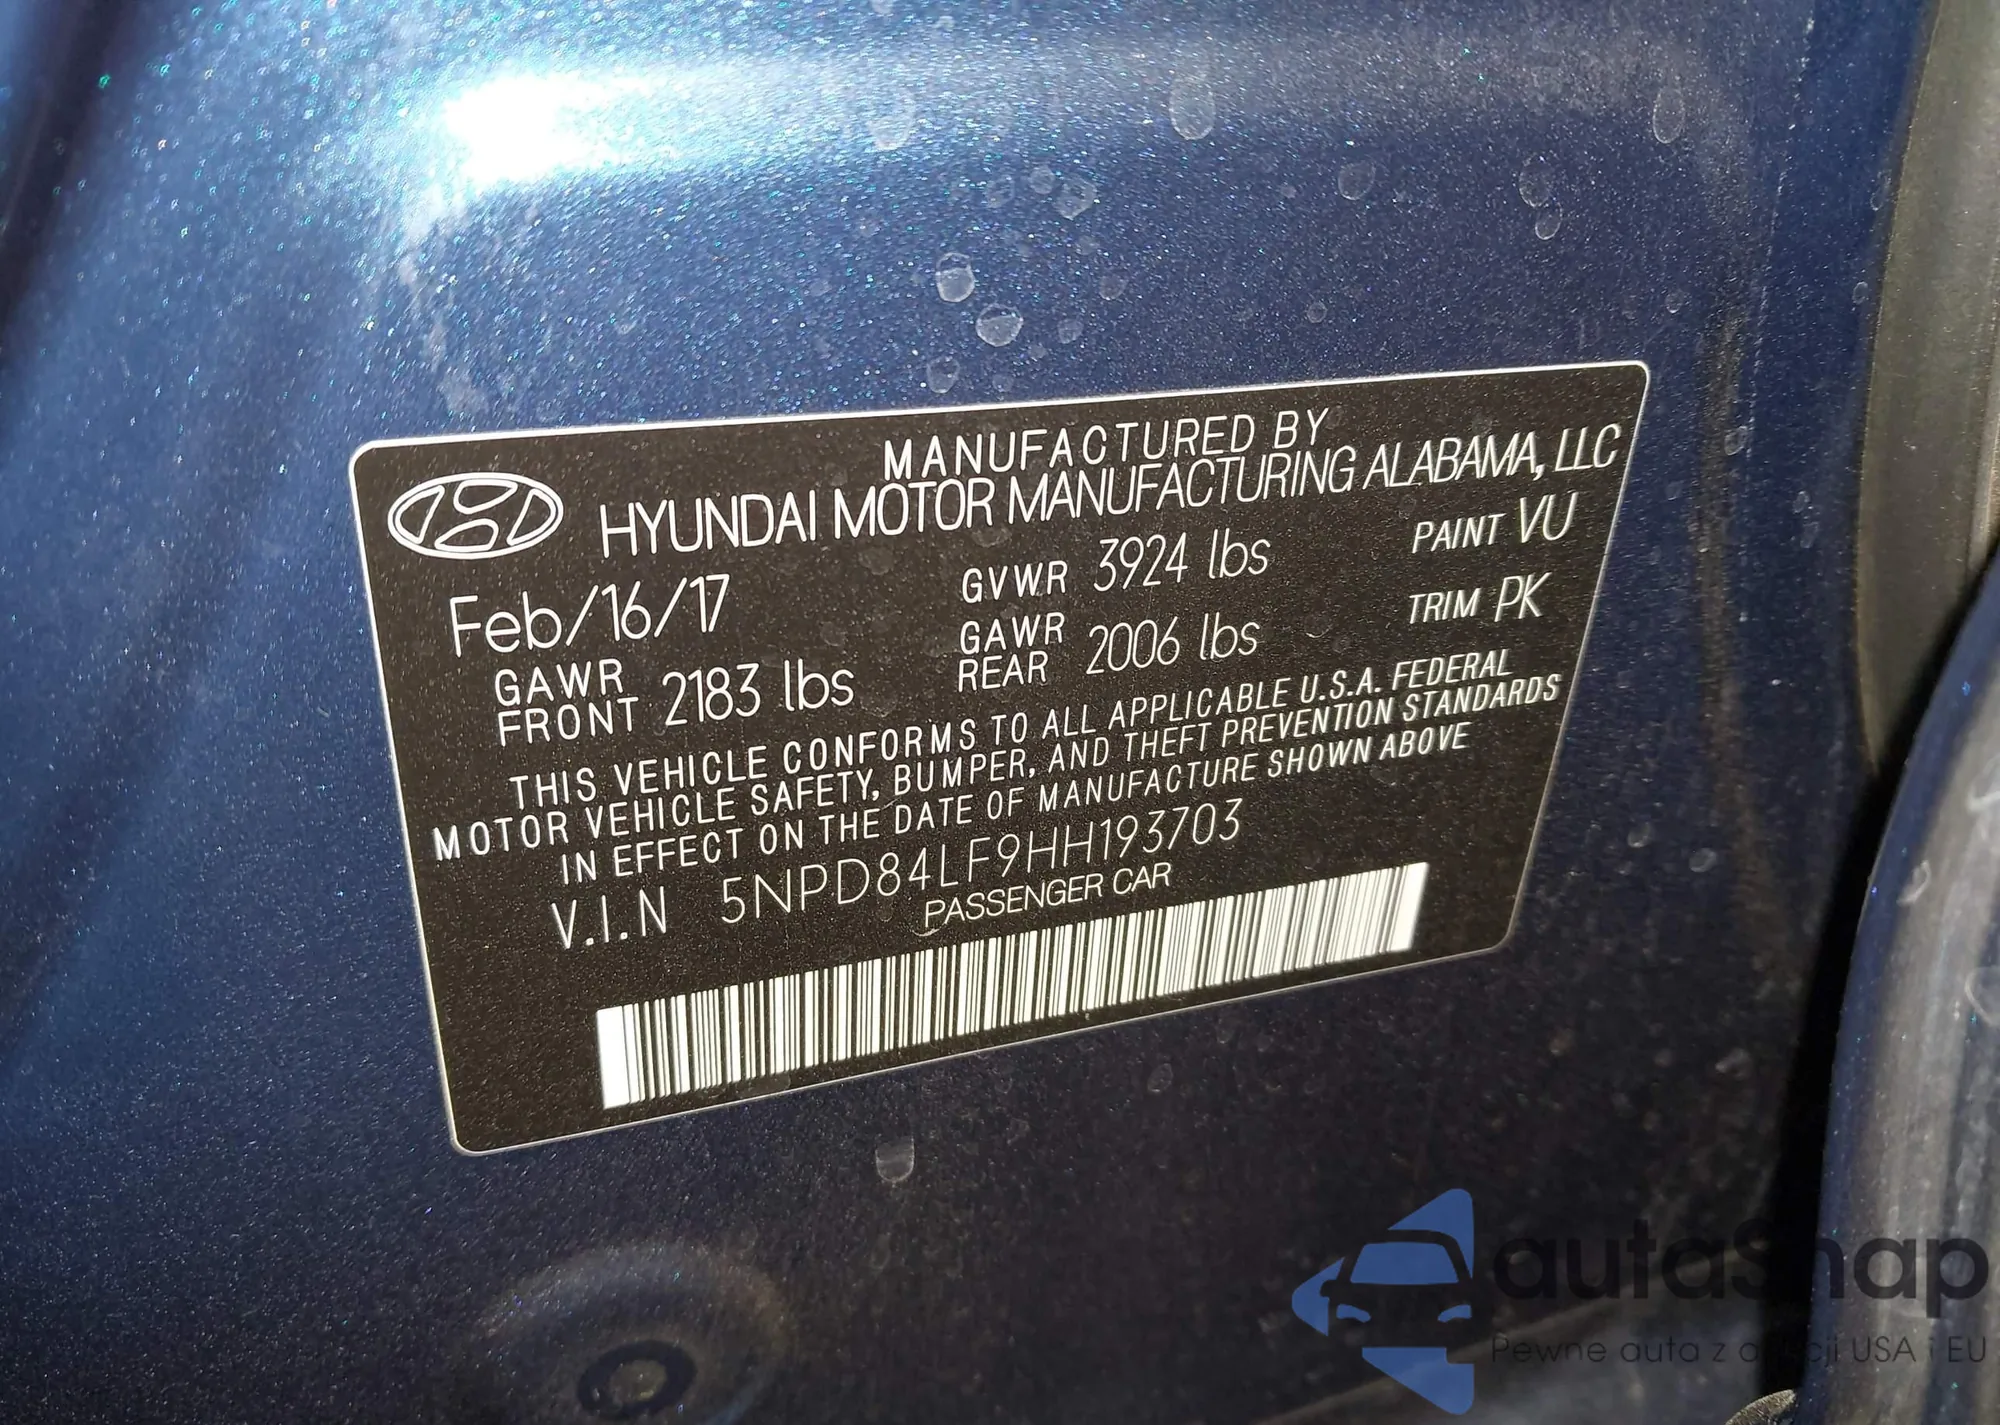 MANUFACTURED BY
HYUNDAI MOTOR MANUFACTURING ALABAMA, LLC
Feb/16/17 GVWR 3924 lbs PAINT VU
GAWR FRONT 2183 lbs GAWR REAR 2006 lbs TRIM PK
THIS VEHICLE CONFORMS TO ALL APPLICABLE U.S.A. FEDERAL
MOTOR VEHICLE SAFETY, BUMPER, AND THEFT PREVENTION STANDARDS
IN EFFECT ON THE DATE OF MANUFACTURE SHOWN ABOVE
V.I.N 5NPD84LF9HH193703
PASSENGER CAR
autaSnap
Pewne auta z aukcji USA i EU